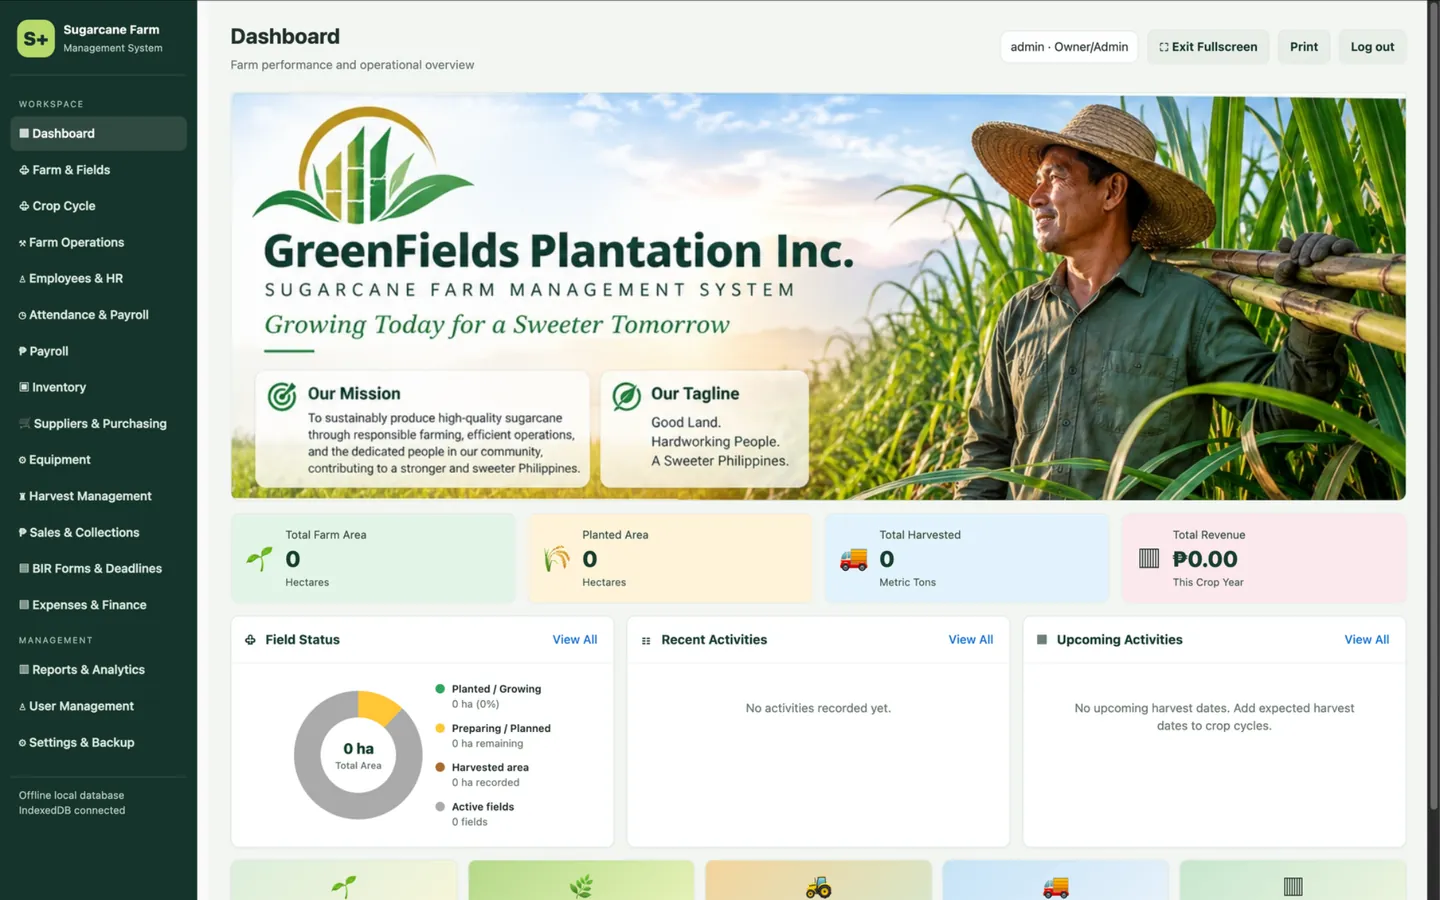 S+
Sugarcane Farm
Management System
WORKSPACE
Dashboard
Farm & Fields
Crop Cycle
Farm Operations
Employees & HR
Attendance & Payroll
₱ Payroll
Inventory
Suppliers & Purchasing
Equipment
Harvest Management
₱ Sales & Collections
BIR Forms & Deadlines
Expenses & Finance
MANAGEMENT
Reports & Analytics
User Management
Settings & Backup
Offline local database
IndexedDB connected
Dashboard
Farm performance and operational overview
admin · Owner/Admin
Exit Fullscreen
Print
Log out
GreenFields Plantation Inc.
SUGARCANE FARM MANAGEMENT SYSTEM
Growing Today for a Sweeter Tomorrow
Our Mission
To sustainably produce high-quality sugarcane
through responsible farming, efficient operations,
and the dedicated people in our community,
contributing to a stronger and sweeter Philippines.
Our Tagline
Good Land.
Hardworking People.
A Sweeter Philippines.
Total Farm Area
0
Hectares
Planted Area
0
Hectares
Total Harvested
0
Metric Tons
Total Revenue
₱0.00
This Crop Year
Field Status
View All
0 ha
Total Area
Planted / Growing
0 ha (0%)
Preparing / Planned
0 ha remaining
Harvested area
0 ha recorded
Active fields
0 fields
Recent Activities
View All
No activities recorded yet.
Upcoming Activities
View All
No upcoming harvest dates. Add expected harvest
dates to crop cycles.